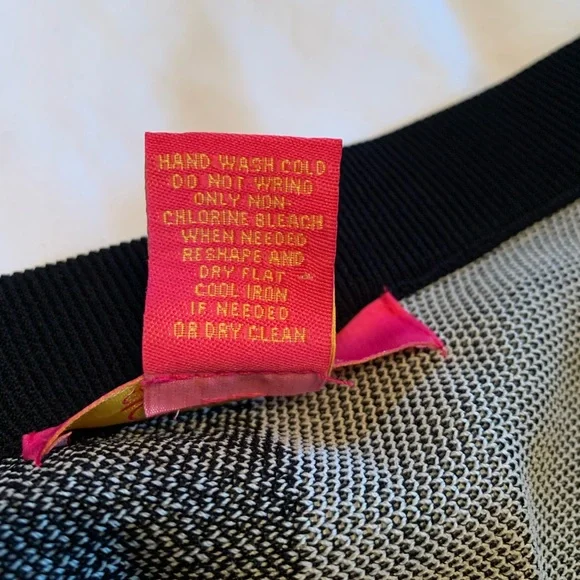 HAND WASH COLD
DO NOT WRING
ONLY NON-
CHLORINE BLEACH
WHEN NEEDED
RESHAPE AND
DRY FLAT
COOL IRON
IF NEEDED
OR DRY CLEAN